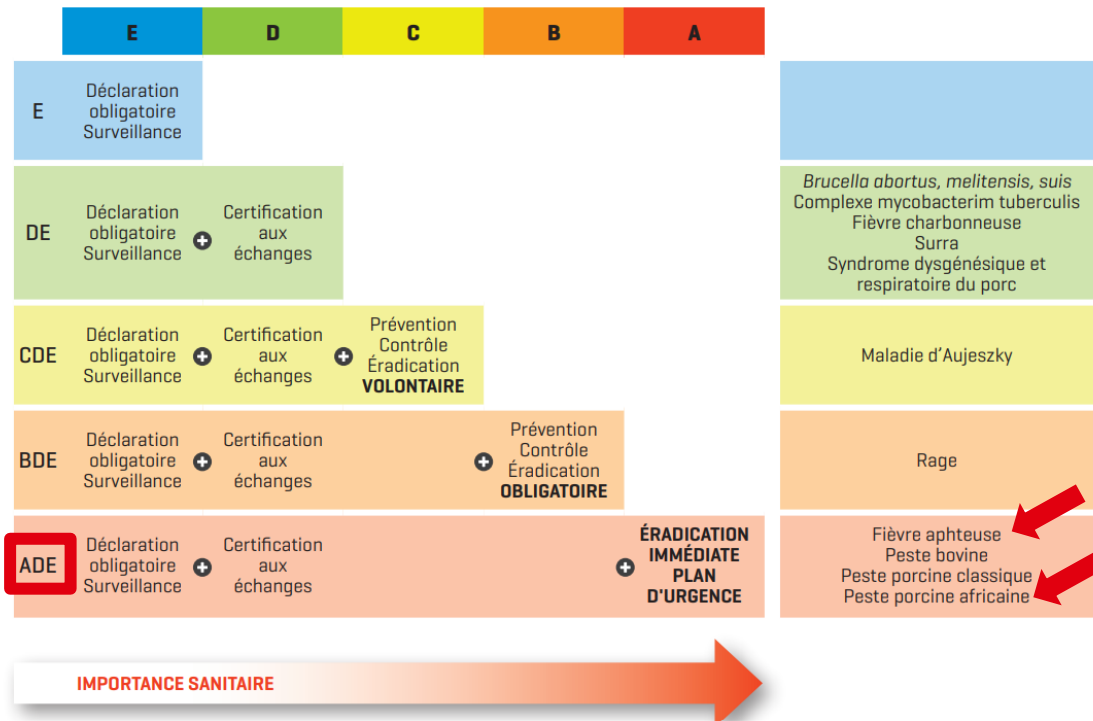 E D C B A
E
Déclaration
obligatoire
Surveillance
DE
Déclaration
obligatoire
Surveillance
Certification
aux
échanges
Brucella abortus, melitensis, suis
Complexe mycobacterim tuberculis
Fièvre charbonneuse
Surra
Syndrome dysgénésique et
respiratoire du porc
CDE
Déclaration
obligatoire
Surveillance
Certification
aux
échanges
Prévention
Contrôle
Éradication
VOLONTAIRE
Maladie d'Aujeszky
BDE
Déclaration
obligatoire
Surveillance
Certification
aux
échanges
Prévention
Contrôle
Éradication
OBLIGATOIRE
Rage
ADE
Déclaration
obligatoire
Surveillance
Certification
aux
échanges
ÉRADICATION
IMMÉDIATE
PLAN
D'URGENCE
Fièvre aphteuse
Peste bovine
Peste porcine classique
Peste porcine africaine
IMPORTANCE SANITAIRE